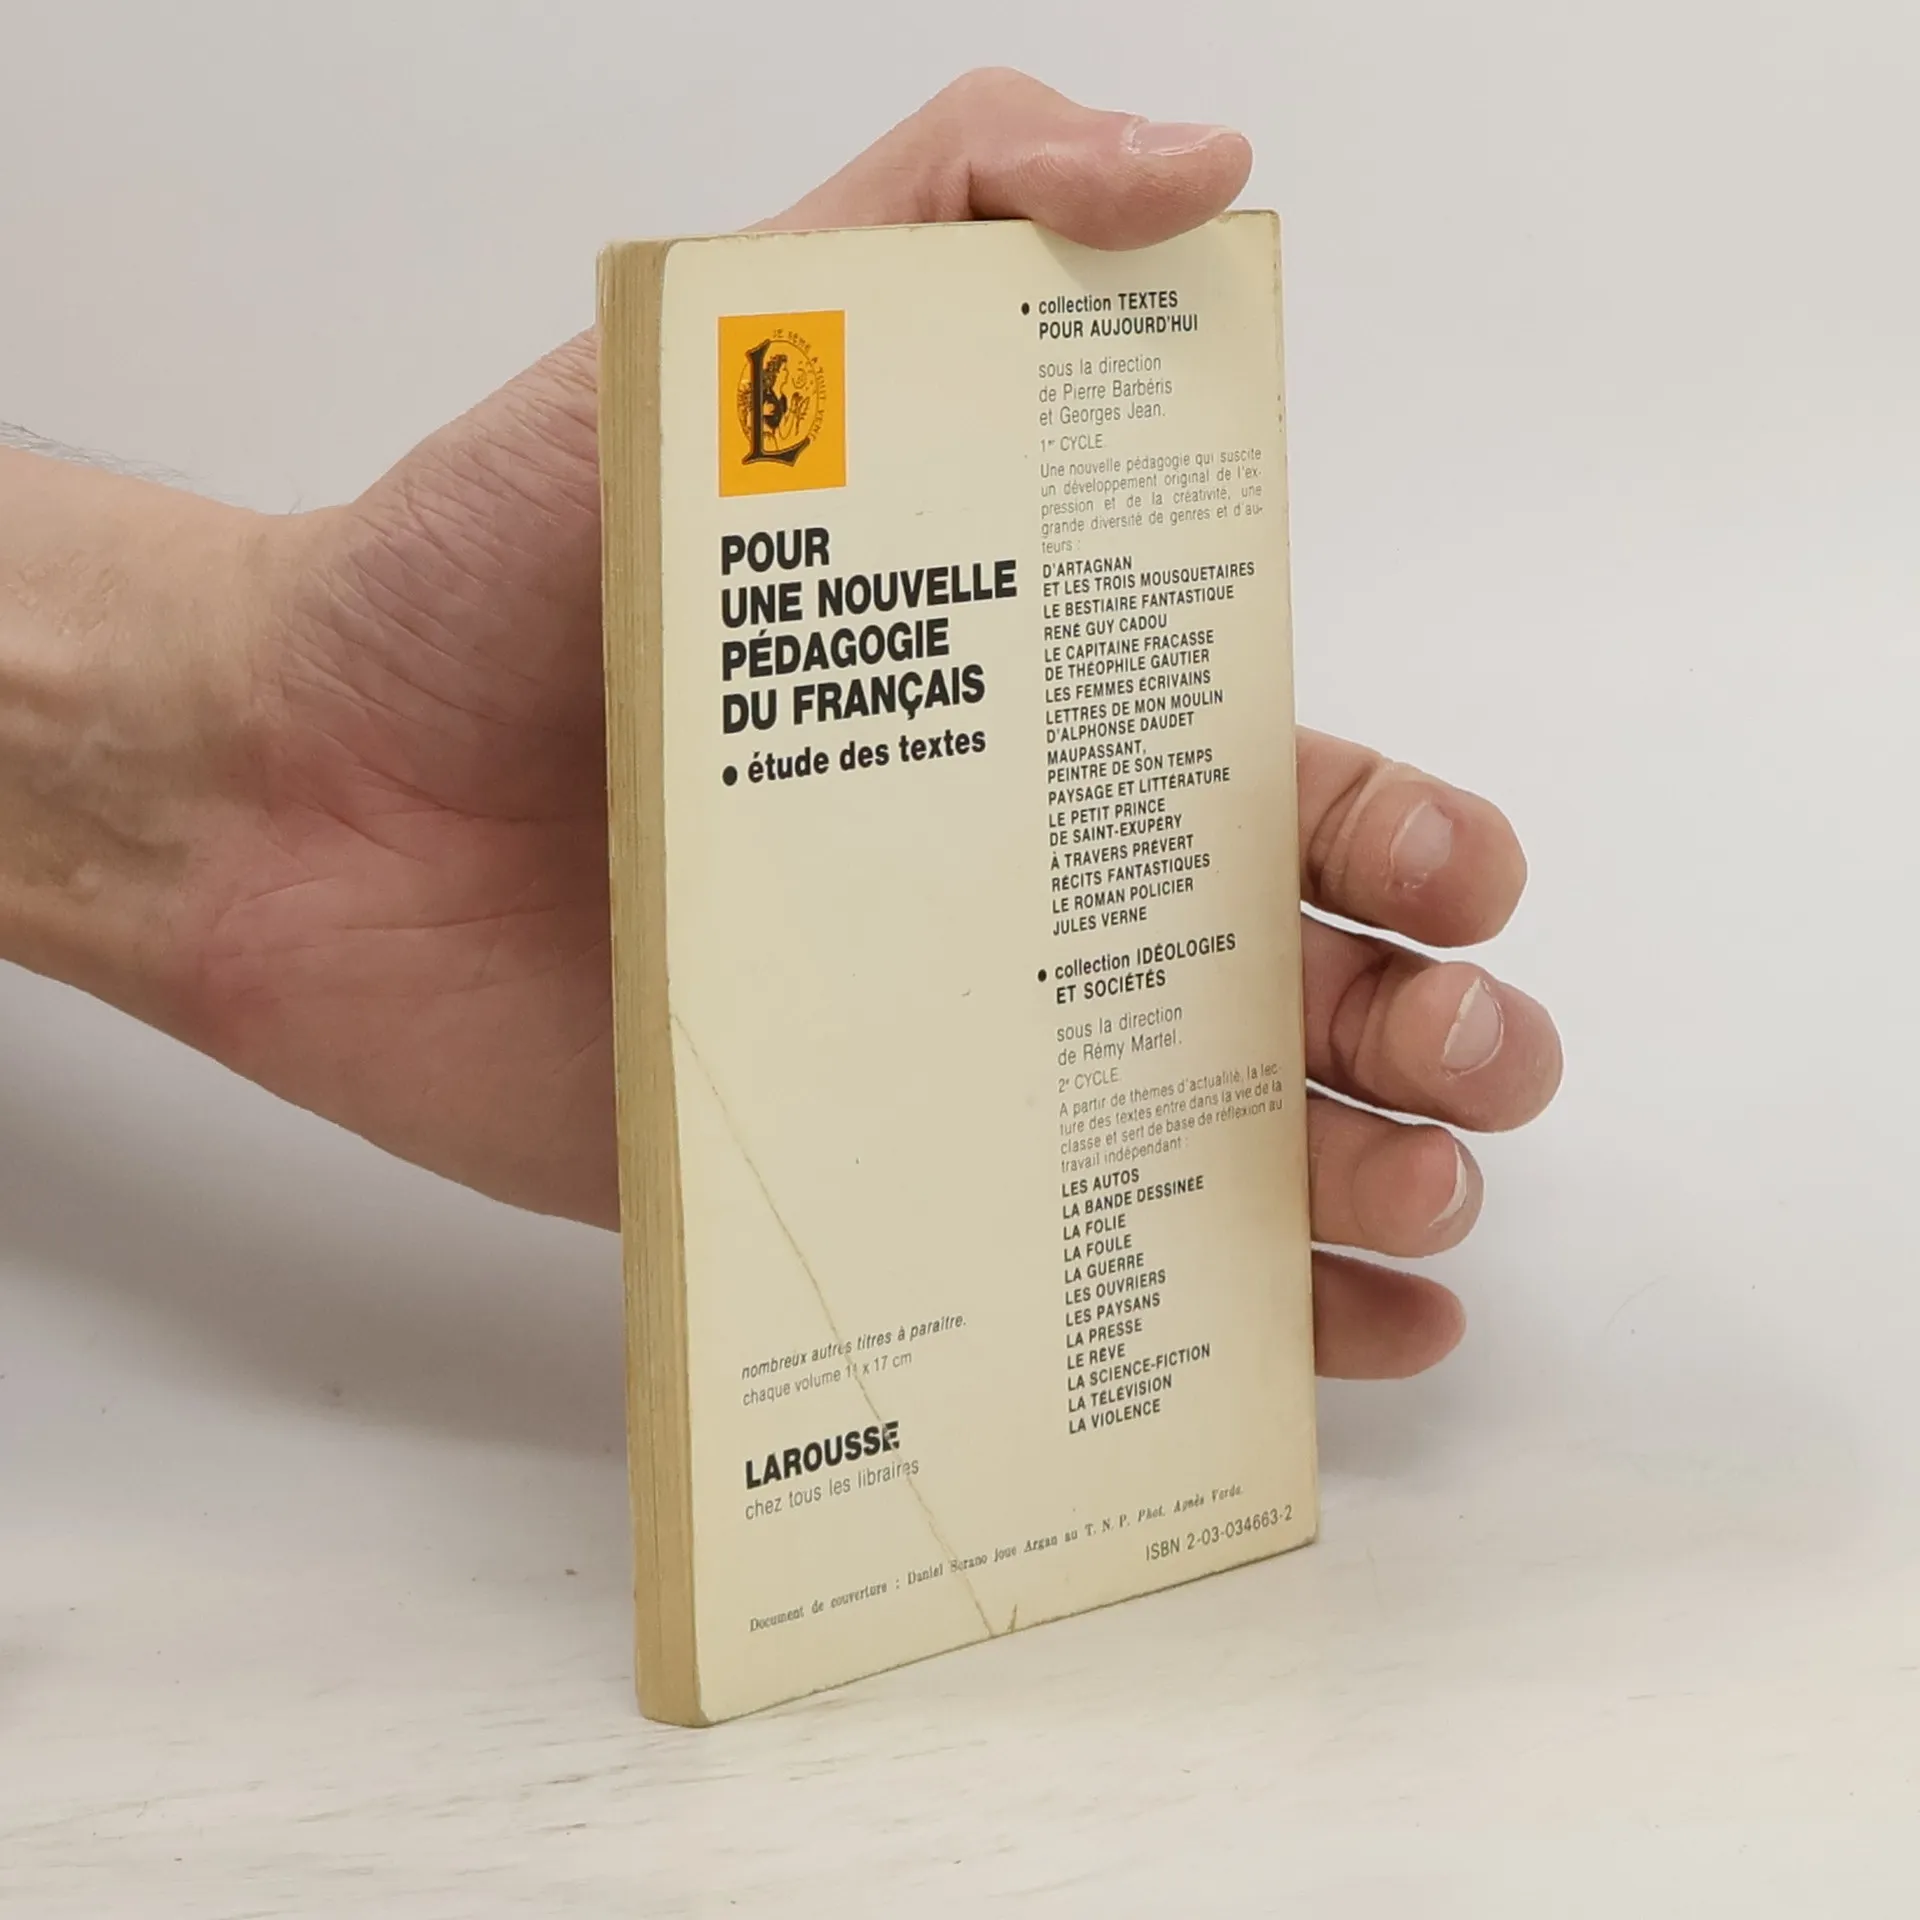 JE SÈME A TOUT VENT
POUR
UNE NOUVELLE
PÉDAGOGIE
DU FRANÇAIS
● étude des textes
nombreux autres titres à paraître.
chaque volume 11 x 17 cm
LAROUSSE
chez tous les libraires
● collection TEXTES
POUR AUJOURD'HUI
sous la direction
de Pierre Barbéris
et Georges Jean.
1er CYCLE.
Une nouvelle pédagogie qui suscite
un développement original de l'ex-
pression et de la créativité, une
grande diversité de genres et d'au-
teurs :
D'ARTAGNAN
ET LES TROIS MOUSQUETAIRES
LE BESTIAIRE FANTASTIQUE
RENÉ GUY CADOU
LE CAPITAINE FRACASSE
DE THÉOPHILE GAUTIER
LES FEMMES ÉCRIVAINS
LETTRES DE MON MOULIN
D'ALPHONSE DAUDET
MAUPASSANT,
PEINTRE DE SON TEMPS
PAYSAGE ET LITTÉRATURE
LE PETIT PRINCE
DE SAINT-EXUPÉRY
À TRAVERS PRÉVERT
RÉCITS FANTASTIQUES
LE ROMAN POLICIER
JULES VERNE
● collection IDÉOLOGIES
ET SOCIÉTÉS
sous la direction
de Rémy Martel.
2e CYCLE.
A partir de thèmes d'actualité, la lec-
ture des textes entre dans la vie de la
classe et sert de base de réflexion au
travail indépendant :
LES AUTOS
LA BANDE DESSINÉE
LA FOLIE
LA FOULE
LA GUERRE
LES OUVRIERS
LES PAYSANS
LA PRESSE
LE RÊVE
LA SCIENCE-FICTION
LA TÉLÉVISION
LA VIOLENCE
Document de couverture : Daniel Sorano joue Argan au T. N. P. Phot. Agnès Varda.
ISBN 2-03-034663-2